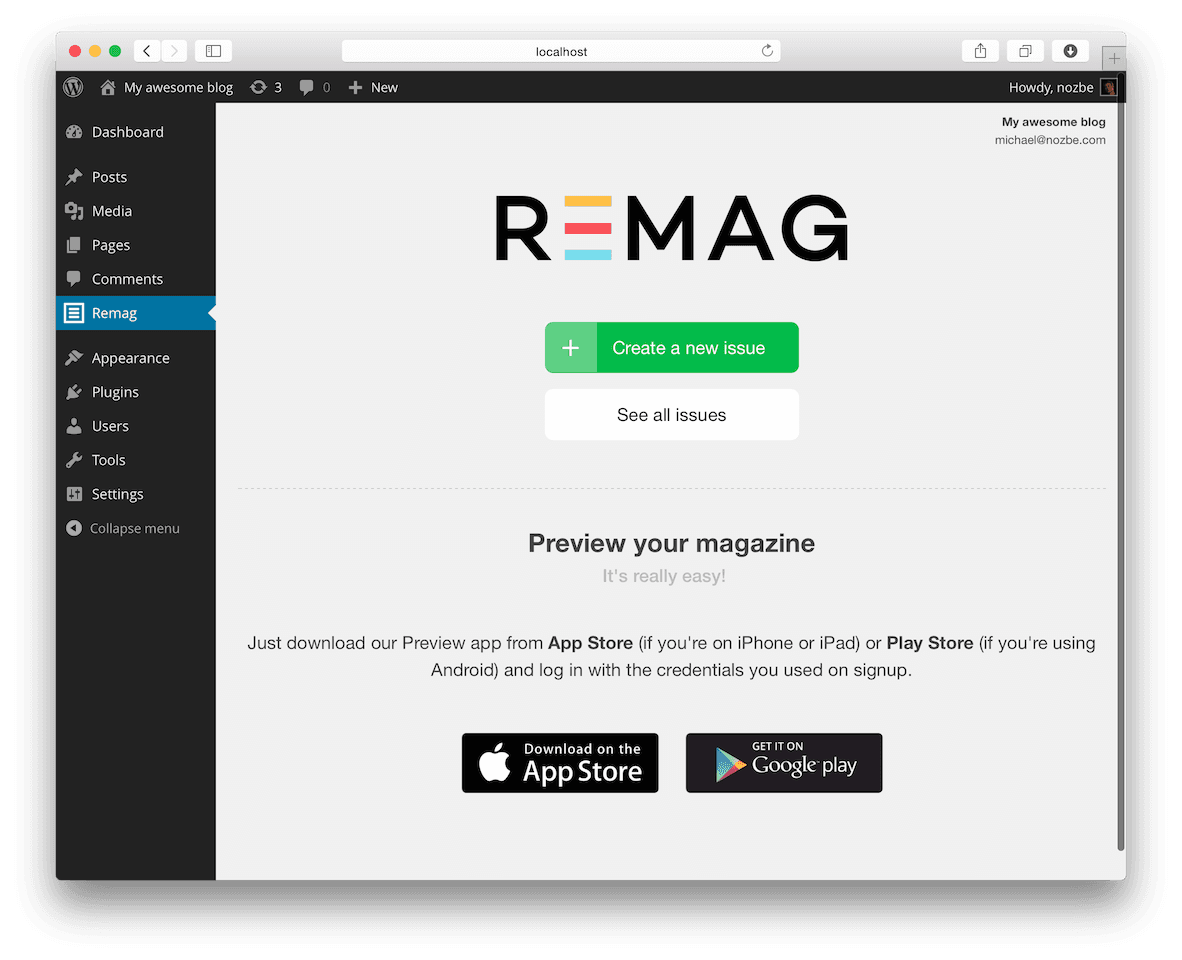 localhost
My awesome blog 3 0 New Howdy, nozbe
My awesome blog
michael@nozbe.com
Dashboard
Posts
Media
Pages
Comments
Remag
Appearance
Plugins
Users
Tools
Settings
Collapse menu
REMAG
Create a new issue
See all issues
Preview your magazine
It's really easy!
Just download our Preview app from App Store (if you're on iPhone or iPad) or Play Store (if you're using
Android) and log in with the credentials you used on signup.
Download on the
App Store
GET IT ON
Google play